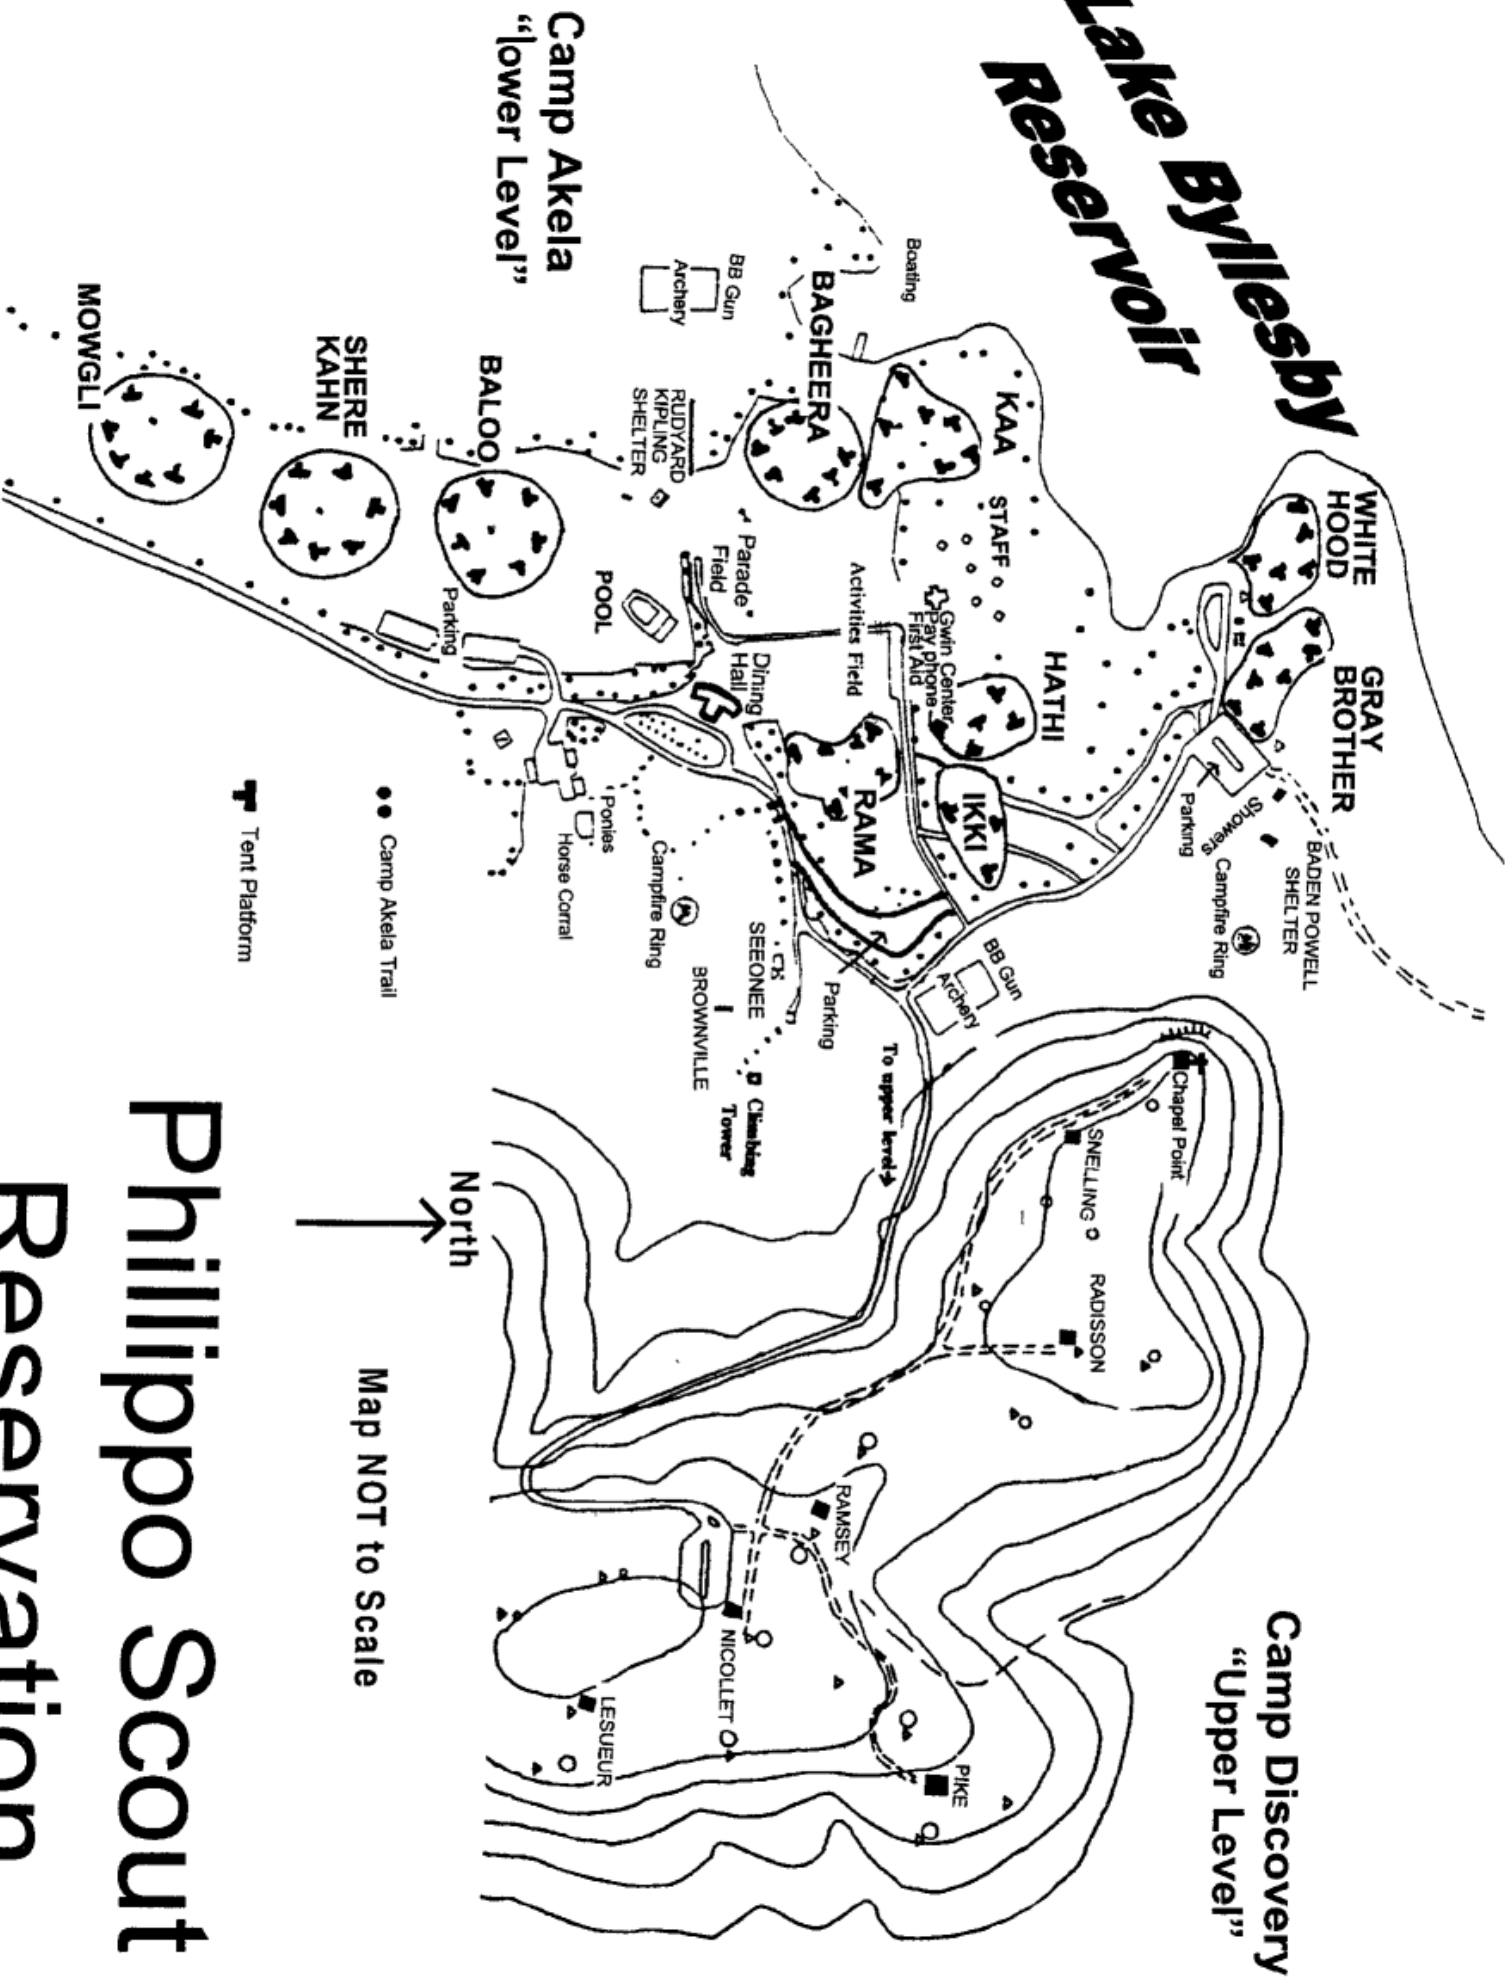 Lake Byllesby
Reservoir
Camp Akela
"lower Level"
Camp Discovery
"Upper Level"
WHITE
HOOD
GRAY
BROTHER
Showers
Parking
BADEN POWELL
SHELTER
Campfire Ring
Boating
KAA
STAFF
HATHI
IKKI
BAGHEERA
BB Gun
Archery
Gwin Center
Pay phone
First Aid
Activities Field
RAMA
RUDYARD
KIPLING
SHELTER
Parade
Field
Dining
Hall
POOL
BALOO
SHERE
KAHN
MOWGLI
Parking
Ponies
Horse Corral
Campfire Ring
SEEONEE
BROWNVILLE
Parking
BB Gun
Archery
Climbing
Tower
To upper level
Chapel Point
SNELLING
RADISSON
RAMSEY
NICOLLET
LESUEUR
PIKE
Camp Akela Trail
Tent Platform
North
Map NOT to Scale
Phillippo Scout
Reservation